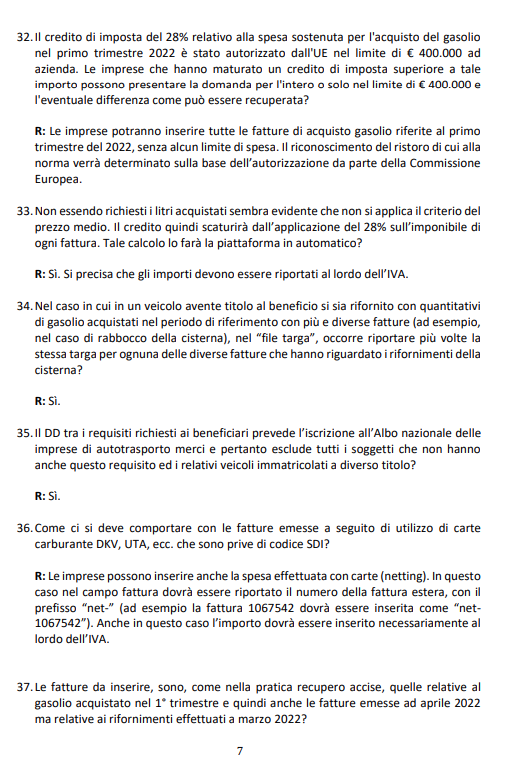 32. Il credito di imposta del 28% relativo alla spesa sostenuta per l'acquisto del gasolio
nel primo trimestre 2022 è stato autorizzato dall'UE nel limite di € 400.000 ad
azienda. Le imprese che hanno maturato un credito di imposta superiore a tale
importo possono presentare la domanda per l'intero o solo nel limite di € 400.000 e
l'eventuale differenza come può essere recuperata?
R: Le imprese potranno inserire tutte le fatture di acquisto gasolio riferite al primo
trimestre del 2022, senza alcun limite di spesa. Il riconoscimento del ristoro di cui alla
norma verrà determinato sulla base dell’autorizzazione da parte della Commissione
Europea.
33. Non essendo richiesti i litri acquistati sembra evidente che non si applica il criterio del
prezzo medio. Il credito quindi scaturirà dall’applicazione del 28% sull’imponibile di
ogni fattura. Tale calcolo lo farà la piattaforma in automatico?
R: Sì. Si precisa che gli importi devono essere riportati al lordo dell’IVA.
34. Nel caso in cui in un veicolo avente titolo al beneficio si sia rifornito con quantitativi
di gasolio acquistati nel periodo di riferimento con più e diverse fatture (ad esempio,
nel caso di rabbocco della cisterna), nel “file targa”, occorre riportare più volte la
stessa targa per ognuna delle diverse fatture che hanno riguardato i rifornimenti della
cisterna?
R: Sì.
35. Il DD tra i requisiti richiesti ai beneficiari prevede l’iscrizione all’Albo nazionale delle
imprese di autotrasporto merci e pertanto esclude tutti i soggetti che non hanno
anche questo requisito ed i relativi veicoli immatricolati a diverso titolo?
R: Sì.
36. Come ci si deve comportare con le fatture emesse a seguito di utilizzo di carte
carburante DKV, UTA, ecc. che sono prive di codice SDI?
R: Le imprese possono inserire anche la spesa effettuata con carte (netting). In questo
caso nel campo fattura dovrà essere riportato il numero della fattura estera, con il
prefisso “net-” (ad esempio la fattura 1067542 dovrà essere inserita come “net-
1067542”). Anche in questo caso l’importo dovrà essere inserito necessariamente al
lordo dell’IVA.
37. Le fatture da inserire, sono, come nella pratica recupero accise, quelle relative al
gasolio acquistato nel 1° trimestre e quindi anche le fatture emesse ad aprile 2022
ma relative ai rifornimenti effettuati a marzo 2022?
7